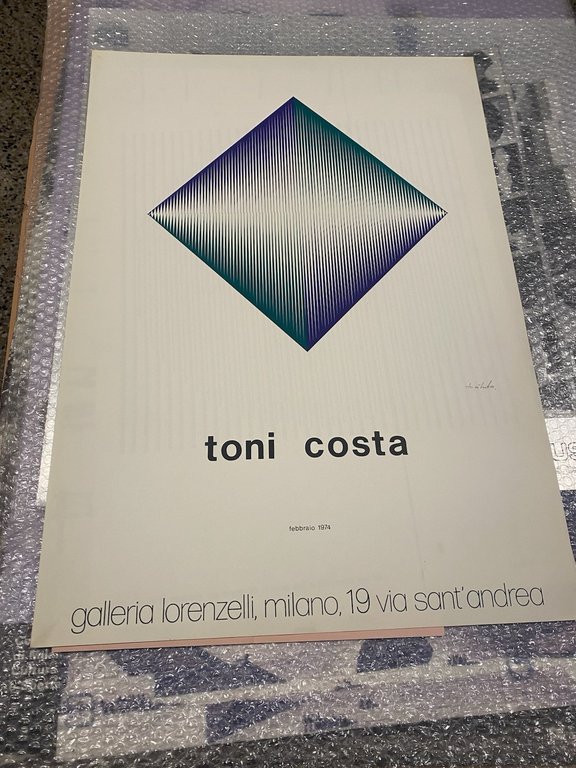 toni costa
febbraio 1974
galleria lorenzelli, milano, 19 via sant'andrea